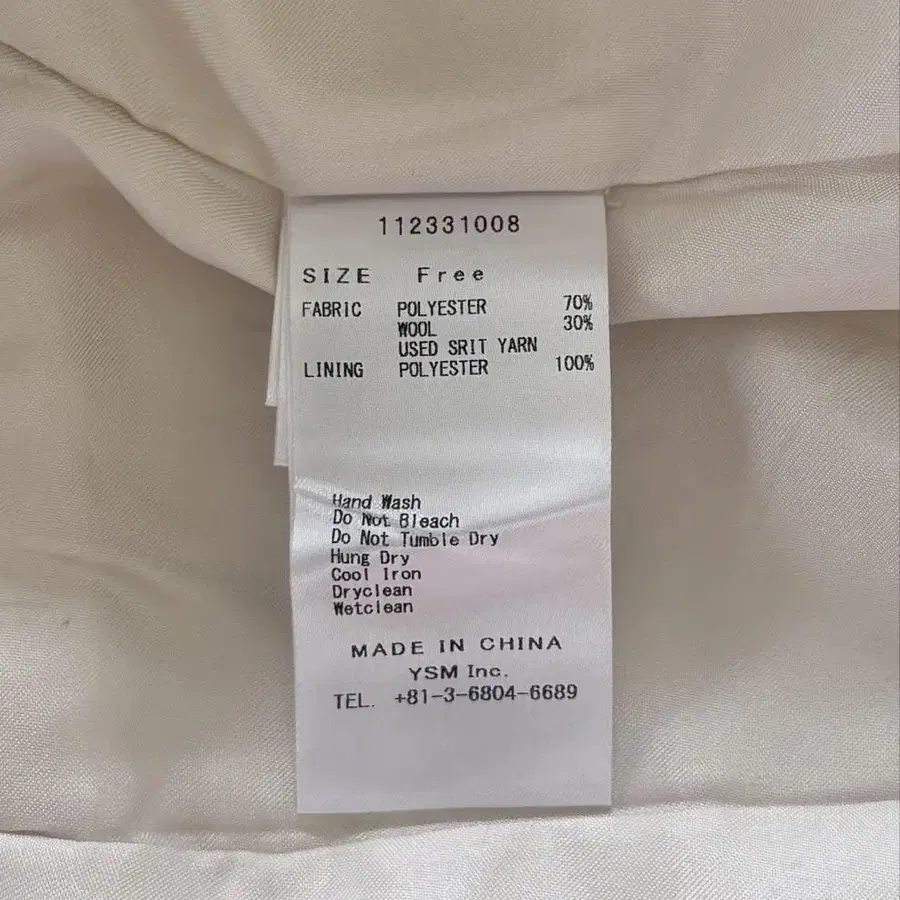 112331008
SIZE Free
FABRIC POLYESTER 70%
WOOL 30%
USED SRIT YARN
LINING POLYESTER 100%
Hand Wash
Do Not Bleach
Do Not Tumble Dry
Hung Dry
Cool Iron
Dryclean
Wetclean
MADE IN CHINA
YSM Inc.
TEL. +81-3-6804-6689